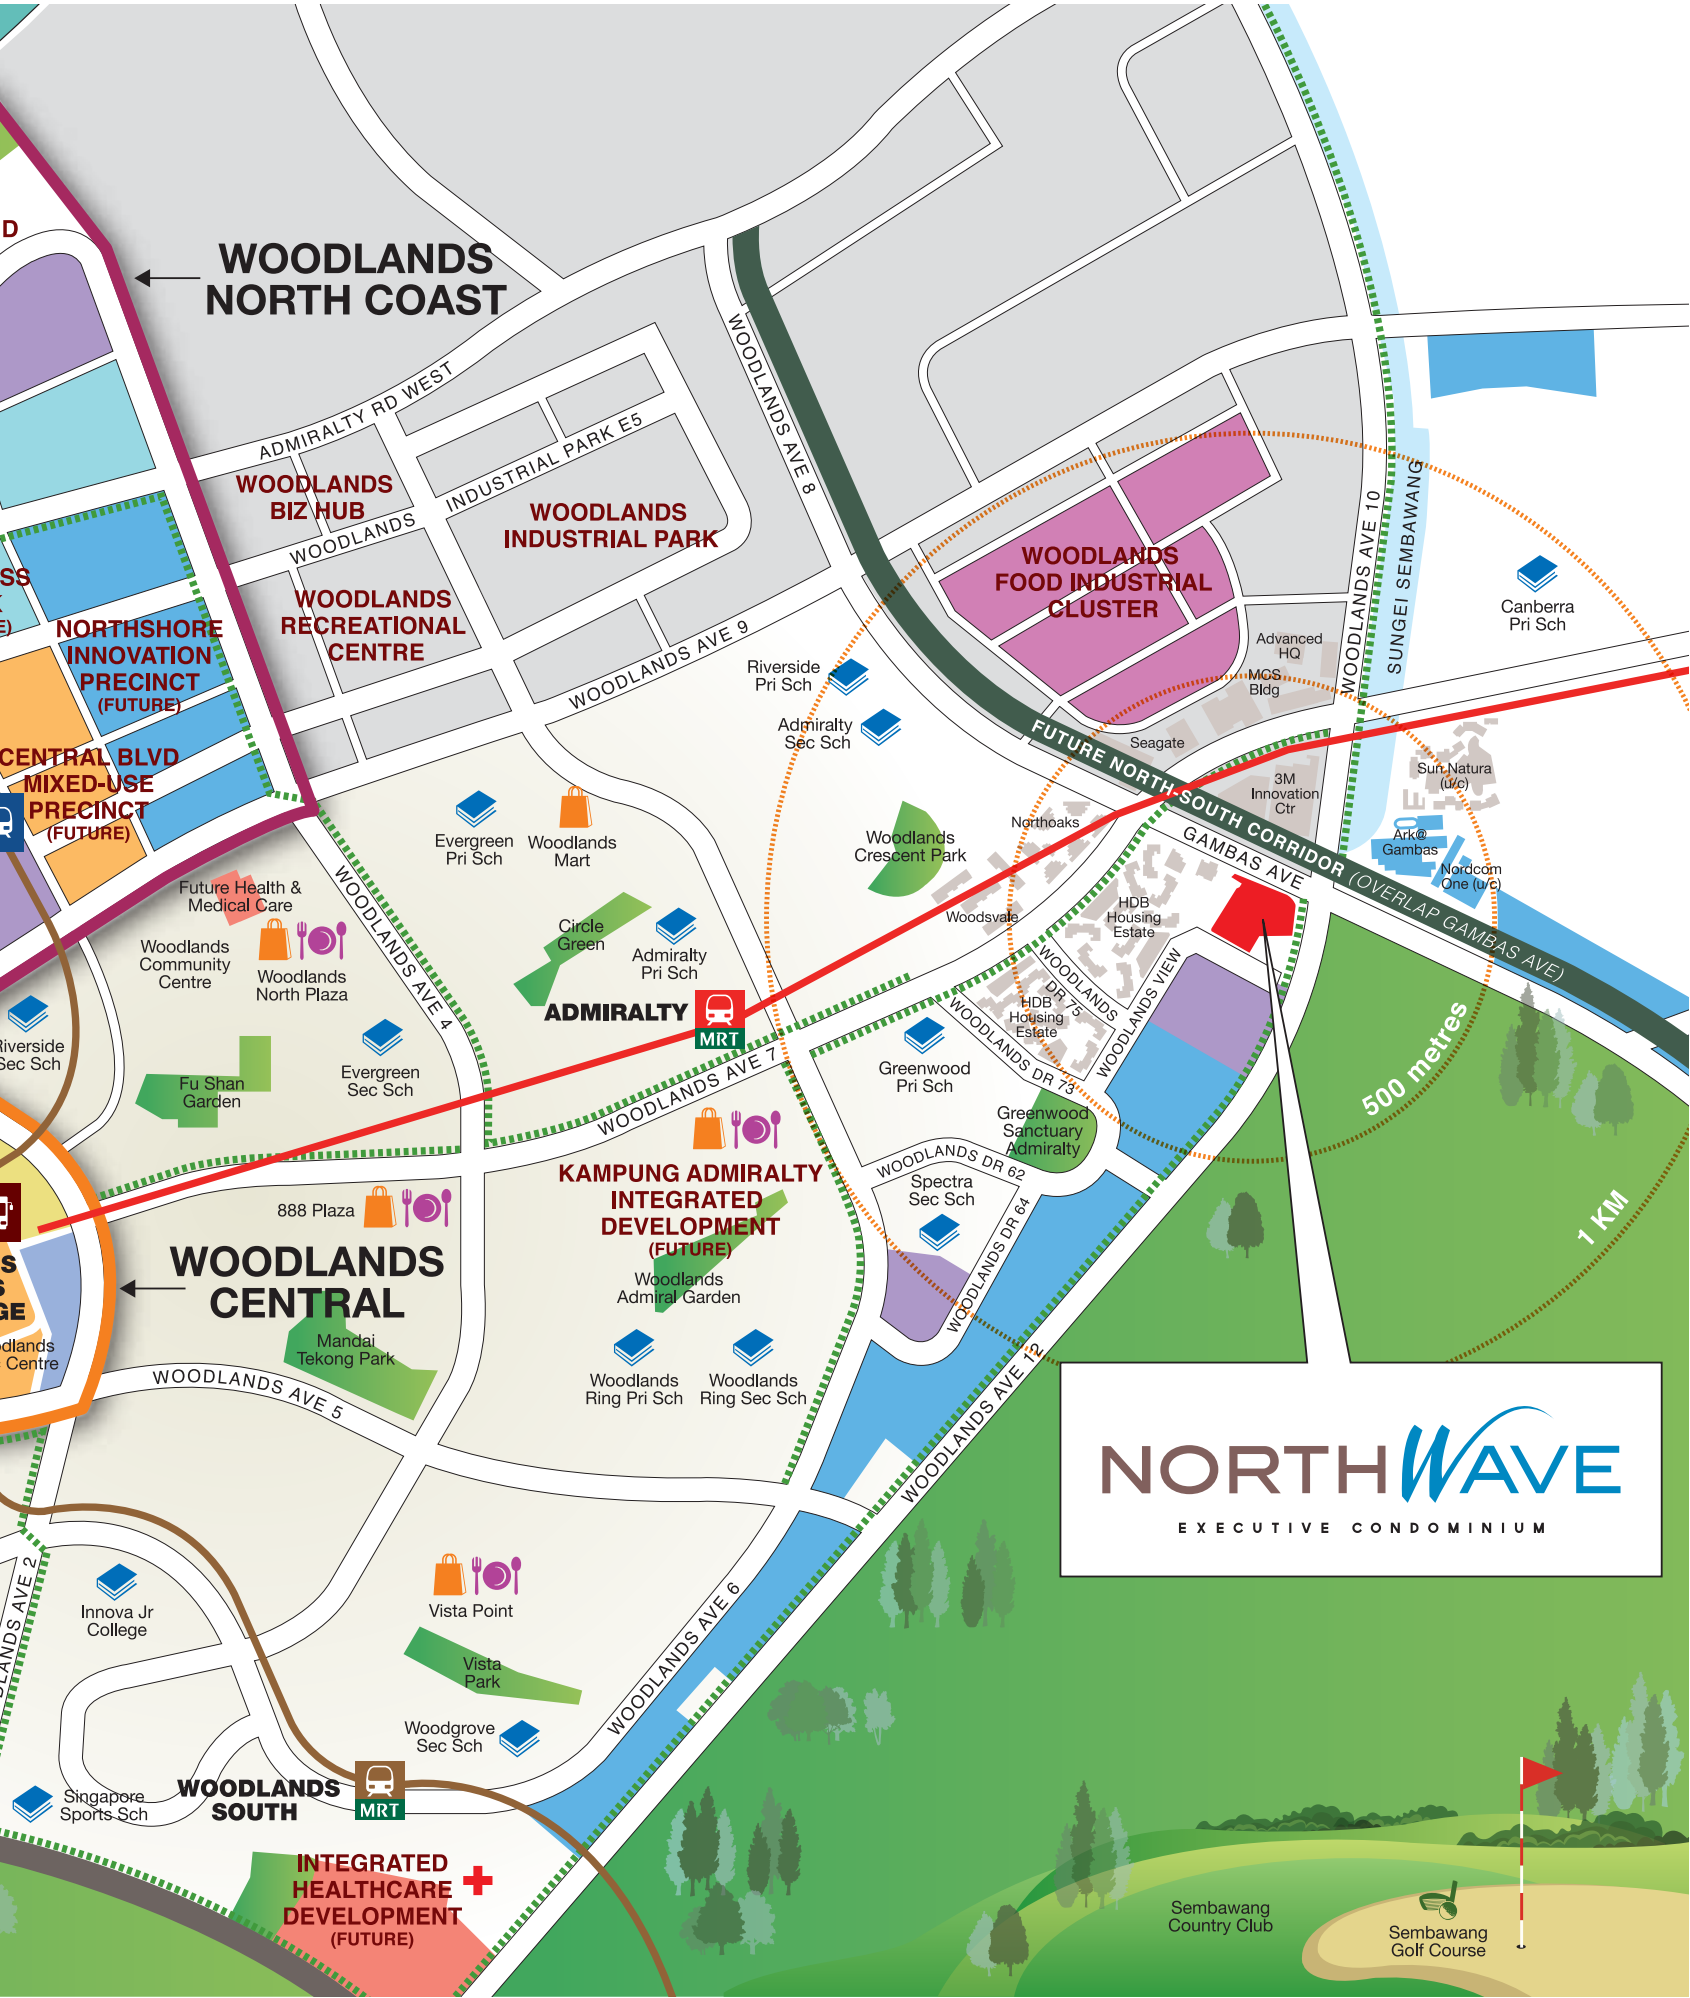 D
WOODLANDS
NORTH COAST
ADMIRALTY RD WEST
WOODLANDS AVE 8
WOODLANDS
BIZ HUB
WOODLANDS INDUSTRIAL PARK E5
WOODLANDS
INDUSTRIAL PARK
WOODLANDS
RECREATIONAL
CENTRE
WOODLANDS AVE 9
WOODLANDS
FOOD INDUSTRIAL
CLUSTER
WOODLANDS AVE 10
SUNGEI SEMBAWANG
Canberra
Pri Sch
SS
NORTHSHORE
INNOVATION
PRECINCT
(FUTURE)
CENTRAL BLVD
MIXED-USE
PRECINCT
(FUTURE)
Advanced
HQ
MCS
Bldg
Seagate
3M
Innovation
Ctr
Riverside
Pri Sch
Admiralty
Sec Sch
FUTURE NORTH-SOUTH CORRIDOR (OVERLAP GAMBAS AVE)
GAMBAS AVE
Sun Natura
(u/c)
Ark@
Gambas
Nordcom
One (u/c)
Northoaks
Woodlands
Crescent Park
Woodsvale
HDB
Housing
Estate
HDB
Housing
Estate
WOODLANDS
DR 75
WOODLANDS VIEW
WOODLANDS DR 73
Evergreen
Pri Sch
Woodlands
Mart
Future Health &
Medical Care
Woodlands
Community
Centre
Woodlands
North Plaza
WOODLANDS AVE 4
Circle
Green
Admiralty
Pri Sch
ADMIRALTY
MRT
Riverside
Sec Sch
Fu Shan
Garden
Evergreen
Sec Sch
WOODLANDS AVE 7
Greenwood
Pri Sch
Greenwood
Sanctuary
Admiralty
500 metres
1 KM
KAMPUNG ADMIRALTY
INTEGRATED
DEVELOPMENT
(FUTURE)
WOODLANDS DR 62
Spectra
Sec Sch
WOODLANDS DR 64
888 Plaza
WOODLANDS
CENTRAL
Woodlands
Admiral Garden
S
S
GE
dlands
Centre
Mandai
Tekong Park
Woodlands
Ring Pri Sch
Woodlands
Ring Sec Sch
WOODLANDS AVE 5
WOODLANDS AVE 12
NORTHWAVE
EXECUTIVE CONDOMINIUM
LANDS AVE 2
Innova Jr
College
Vista Point
Vista
Park
WOODLANDS AVE 6
Woodgrove
Sec Sch
Singapore
Sports Sch
WOODLANDS
SOUTH
MRT
INTEGRATED
HEALTHCARE
DEVELOPMENT
(FUTURE)
Sembawang
Country Club
Sembawang
Golf Course